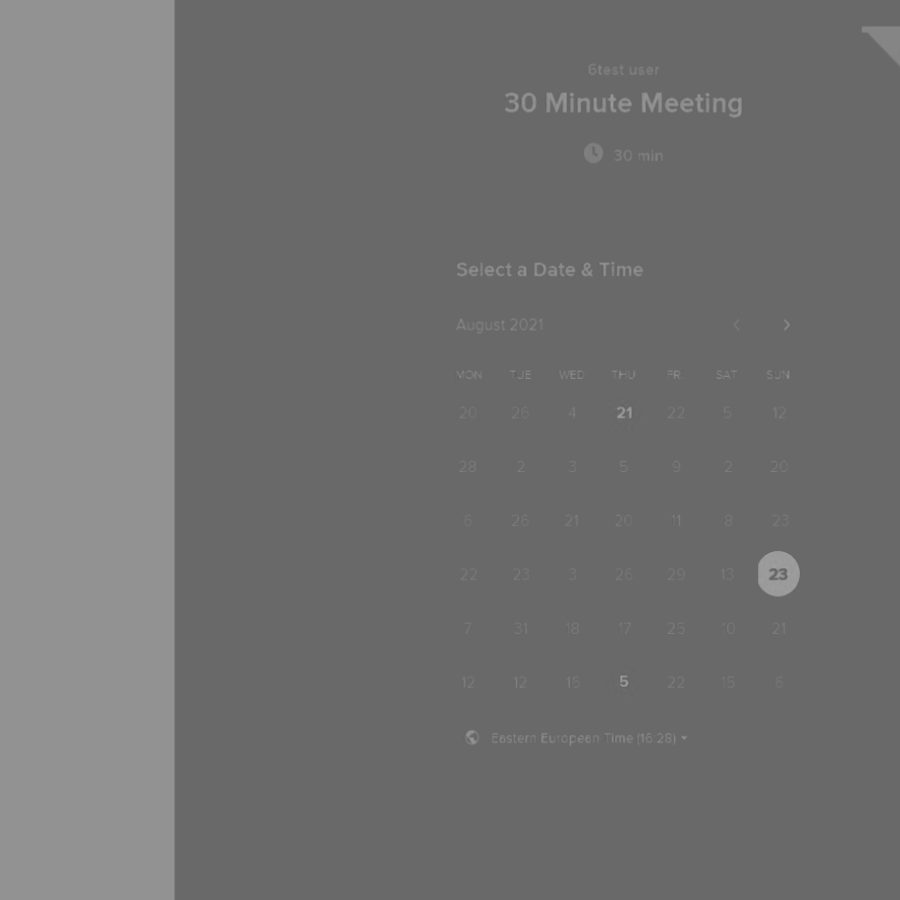 6test user
30 Minute Meeting
30 min
Select a Date & Time
August 2021
MON TUE WED THU FRI SAT SUN
20 26 4 21 22 5 12
28 2 3 5 9 2 20
6 26 21 20 11 8 23
22 23 3 26 29 13 23
7 31 18 17 25 10 21
12 12 15 5 22 15 6
Eastern European Time (16:28)